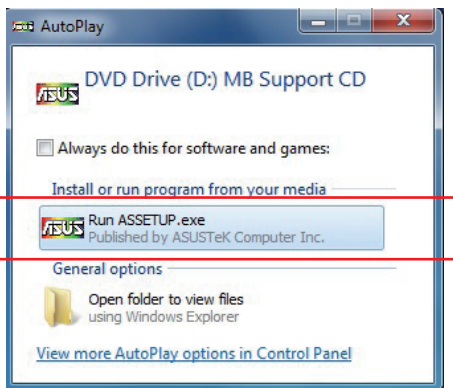 AutoPlay
DVD Drive (D:) MB Support CD
ASUS
Always do this for software and games:
Install or run program from your media
ASUS
Run ASSETUP.exe
Published by ASUSTeK Computer Inc.
General options
Open folder to view files
using Windows Explorer
View more AutoPlay options in Control Panel